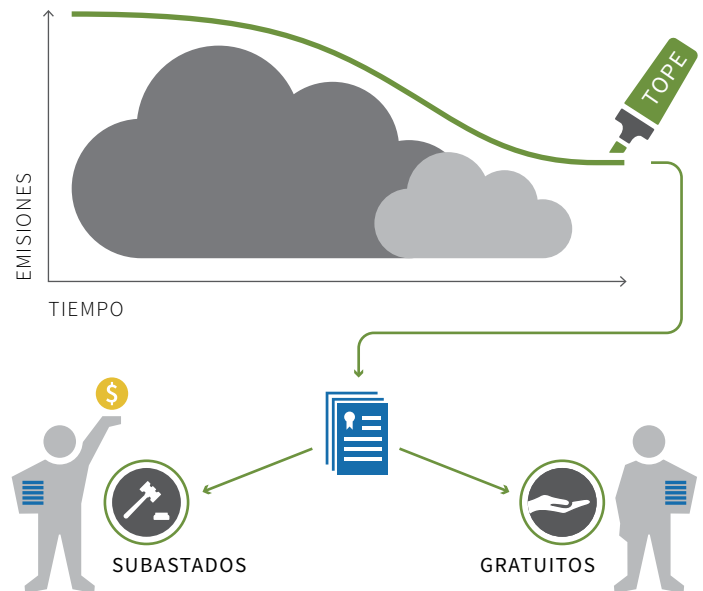 TOPE
EMISIONES
TIEMPO
$
SUBASTADOS
GRATUITOS